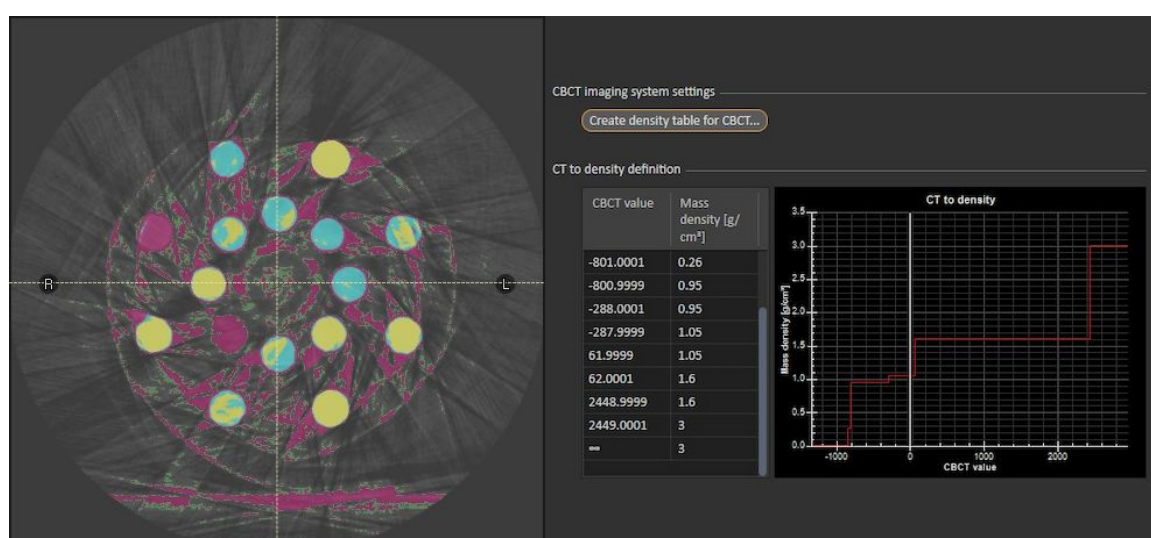 CBCT imaging system settings
Create density table for CBCT...
CT to density definition
CBCT value Mass density [g/cm³]
-801.0001 0.26
-800.9999 0.95
-288.0001 0.95
-287.9999 1.05
61.9999 1.05
62.0001 1.6
2448.9999 1.6
2449.0001 3
∞ 3
CT to density
3.5
3.0
2.5
2.0
1.5
1.0
0.5
0.0
Mass density [g/cm³]
-1000 0 1000 2000
CBCT value
R L